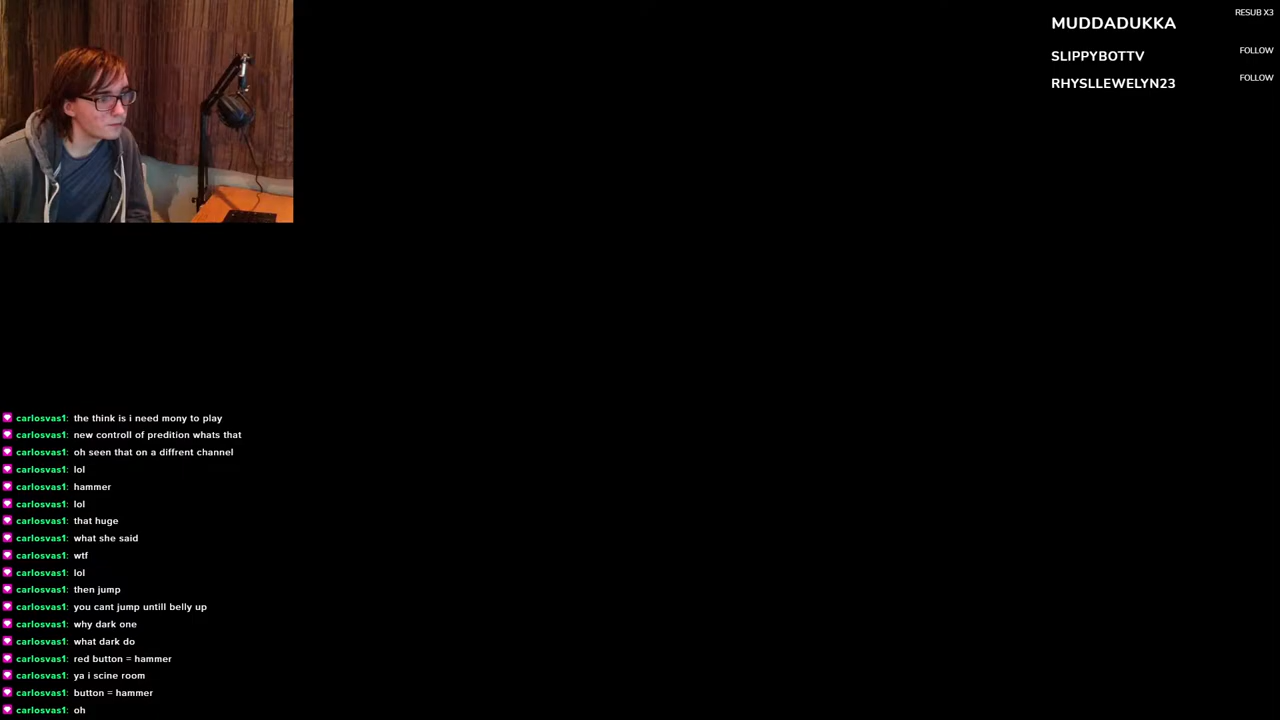 RESUB X3
MUDDADUKKA
SLIPPYBOTTV FOLLOW
RHYSLLEWELYN23 FOLLOW
carlosvas1: the think is i need mony to play
carlosvas1: new controll of predition whats that
carlosvas1: oh seen that on a diffrent channel
carlosvas1: lol
carlosvas1: hammer
carlosvas1: lol
carlosvas1: that huge
carlosvas1: what she said
carlosvas1: wtf
carlosvas1: lol
carlosvas1: then jump
carlosvas1: you cant jump untill belly up
carlosvas1: why dark one
carlosvas1: what dark do
carlosvas1: red button = hammer
carlosvas1: ya i scine room
carlosvas1: button = hammer
carlosvas1: oh